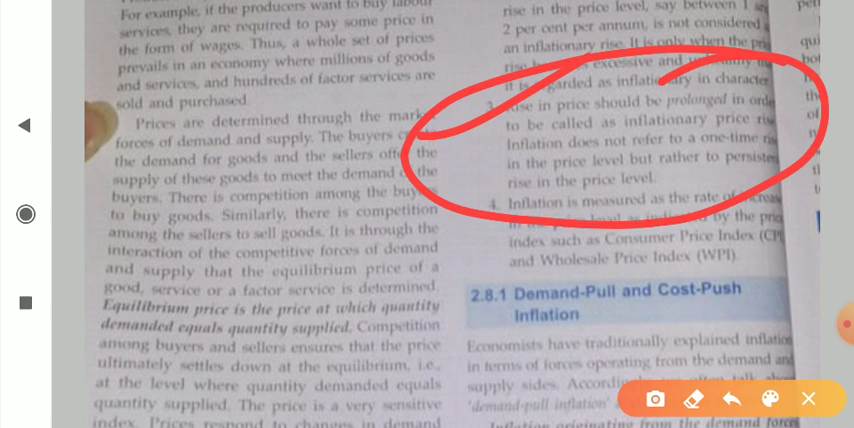 For example, if the producers want to buy labour
services, they are required to pay some price in
the form of wages. Thus, a whole set of prices
prevails in an economy where millions of goods
and services, and hundreds of factor services are
sold and purchased.
Prices are determined through the
forces of demand and supply. The buyers
the demand for goods and the sellers the
supply of these goods to meet the demand the
buyers. There is competition among the
to buy goods. Similarly, there is competition
among the sellers to sell goods. It is through the
interaction of the competitive forces of demand
and supply that the equilibrium price of a
good, service or a factor service is determined.
Equilibrium price is the price at which quantity
demanded equals quantity supplied. Competition
among buyers and sellers ensures that the price
ultimately settles down at the equilibrium, i.e.,
at the level where quantity demanded equals
quantity supplied. The price is a very sensitive
index. Prices respond to changes in demand
rise in the price level, say between 1
2 per cent per annum, is not considered
an inflationary rise. It is only when the
excessive and
it is in character
3. in price should be prolonged in
to be called as inflationary price
Inflation does not refer to a one-time
in the price level but rather to
rise in the price level.
4. Inflation is measured as the rate of
by the
index such as Consumer Price Index
and Wholesale Price Index (WPI).
2.8.1 Demand-Pull and Cost-Push
Inflation
Economists have traditionally explained
in terms of forces operating from the demand
supply sides.
'demand-pull inflation'
Inflation originating from the demand